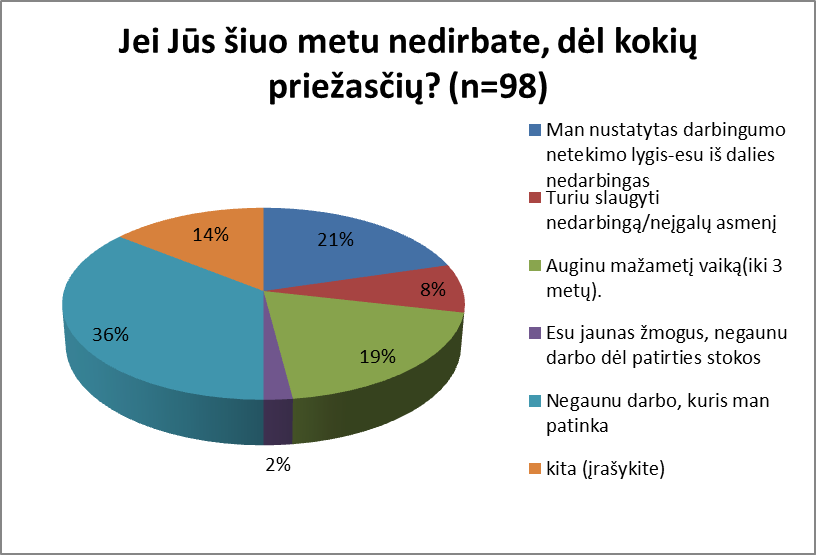 Jei Jūs šiuo metu nedirbate, dėl kokių
priežasčių? (n=98)
Man nustatytas darbingumo
netekimo lygis-esu iš dalies
nedarbingas
Turiu slaugyti
nedarbingą/neįgalų asmenį
Auginu mažametį vaiką(iki 3
metų).
Esu jaunas žmogus, negaunu
darbo dėl patirties stokos
Negaunu darbo, kuris man
patinka
kita (įrašykite)
14%
21%
8%
36%
19%
2%